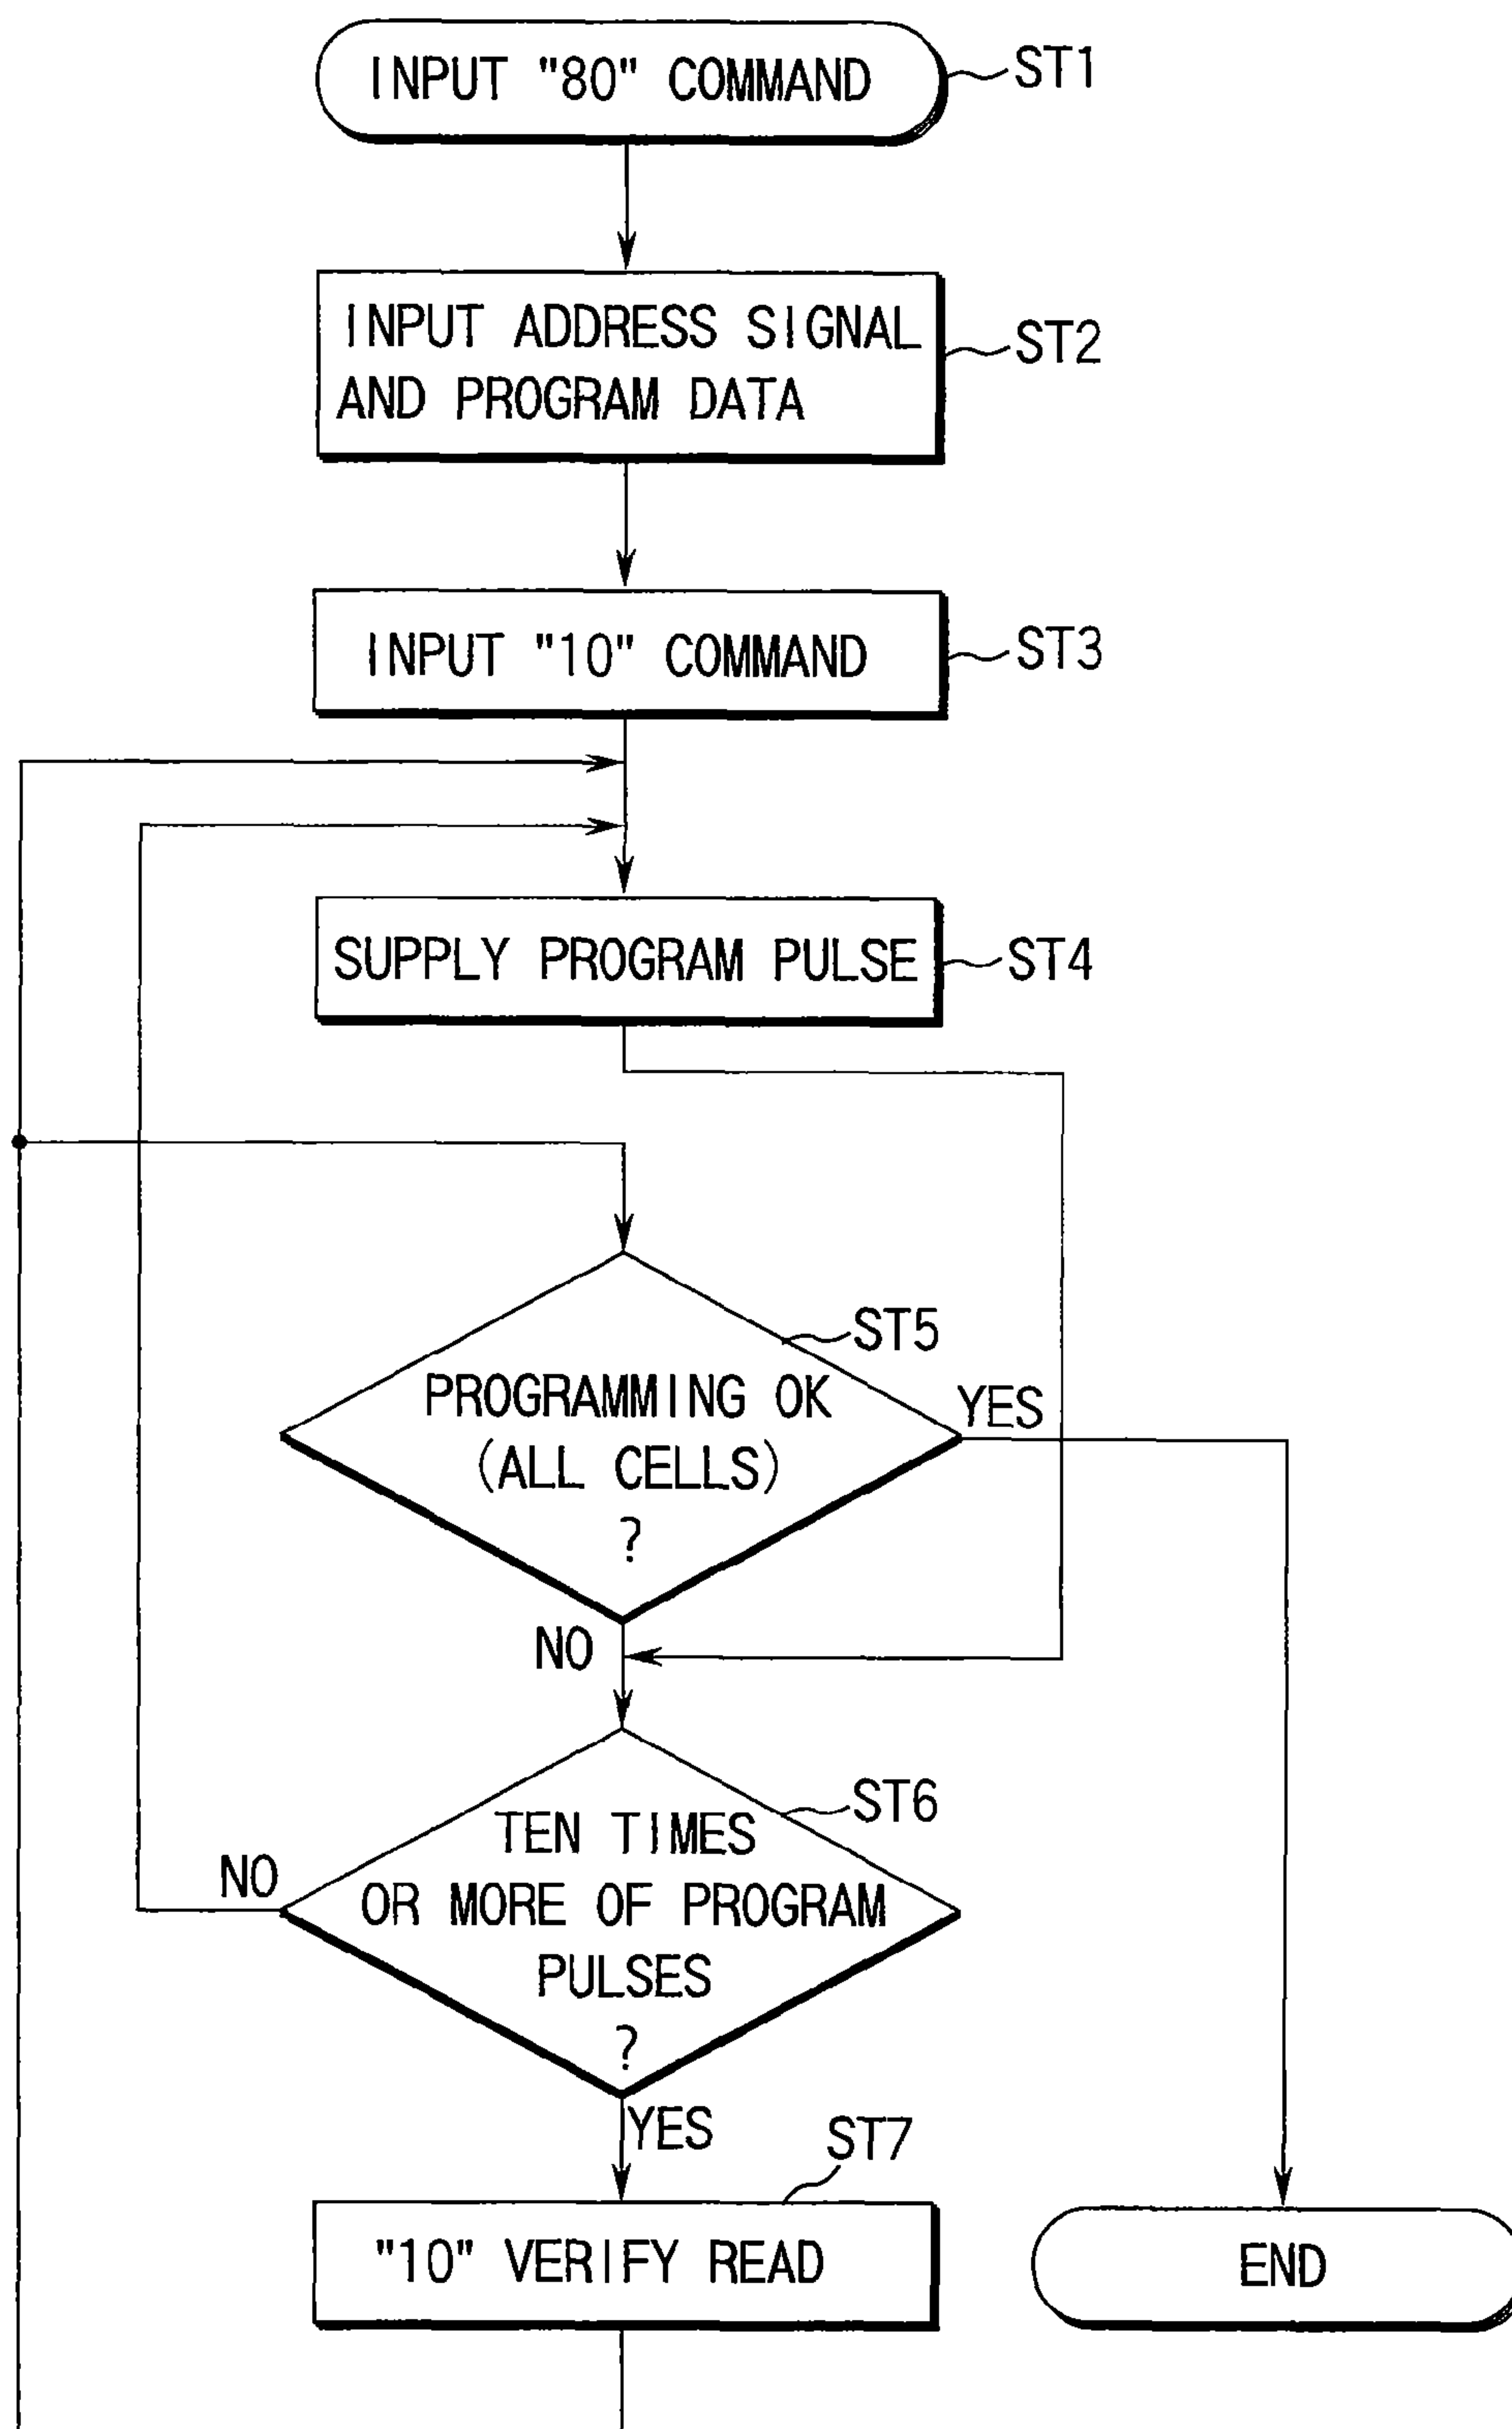 INPUT "80" COMMAND
ST1
INPUT ADDRESS SIGNAL
AND PROGRAM DATA
ST2
INPUT "10" COMMAND
ST3
SUPPLY PROGRAM PULSE
ST4
ST5
PROGRAMMING OK
(ALL CELLS)
?
YES
NO
ST6
TEN TIMES
OR MORE OF PROGRAM
PULSES
?
NO
YES
ST7
"10" VERIFY READ
END